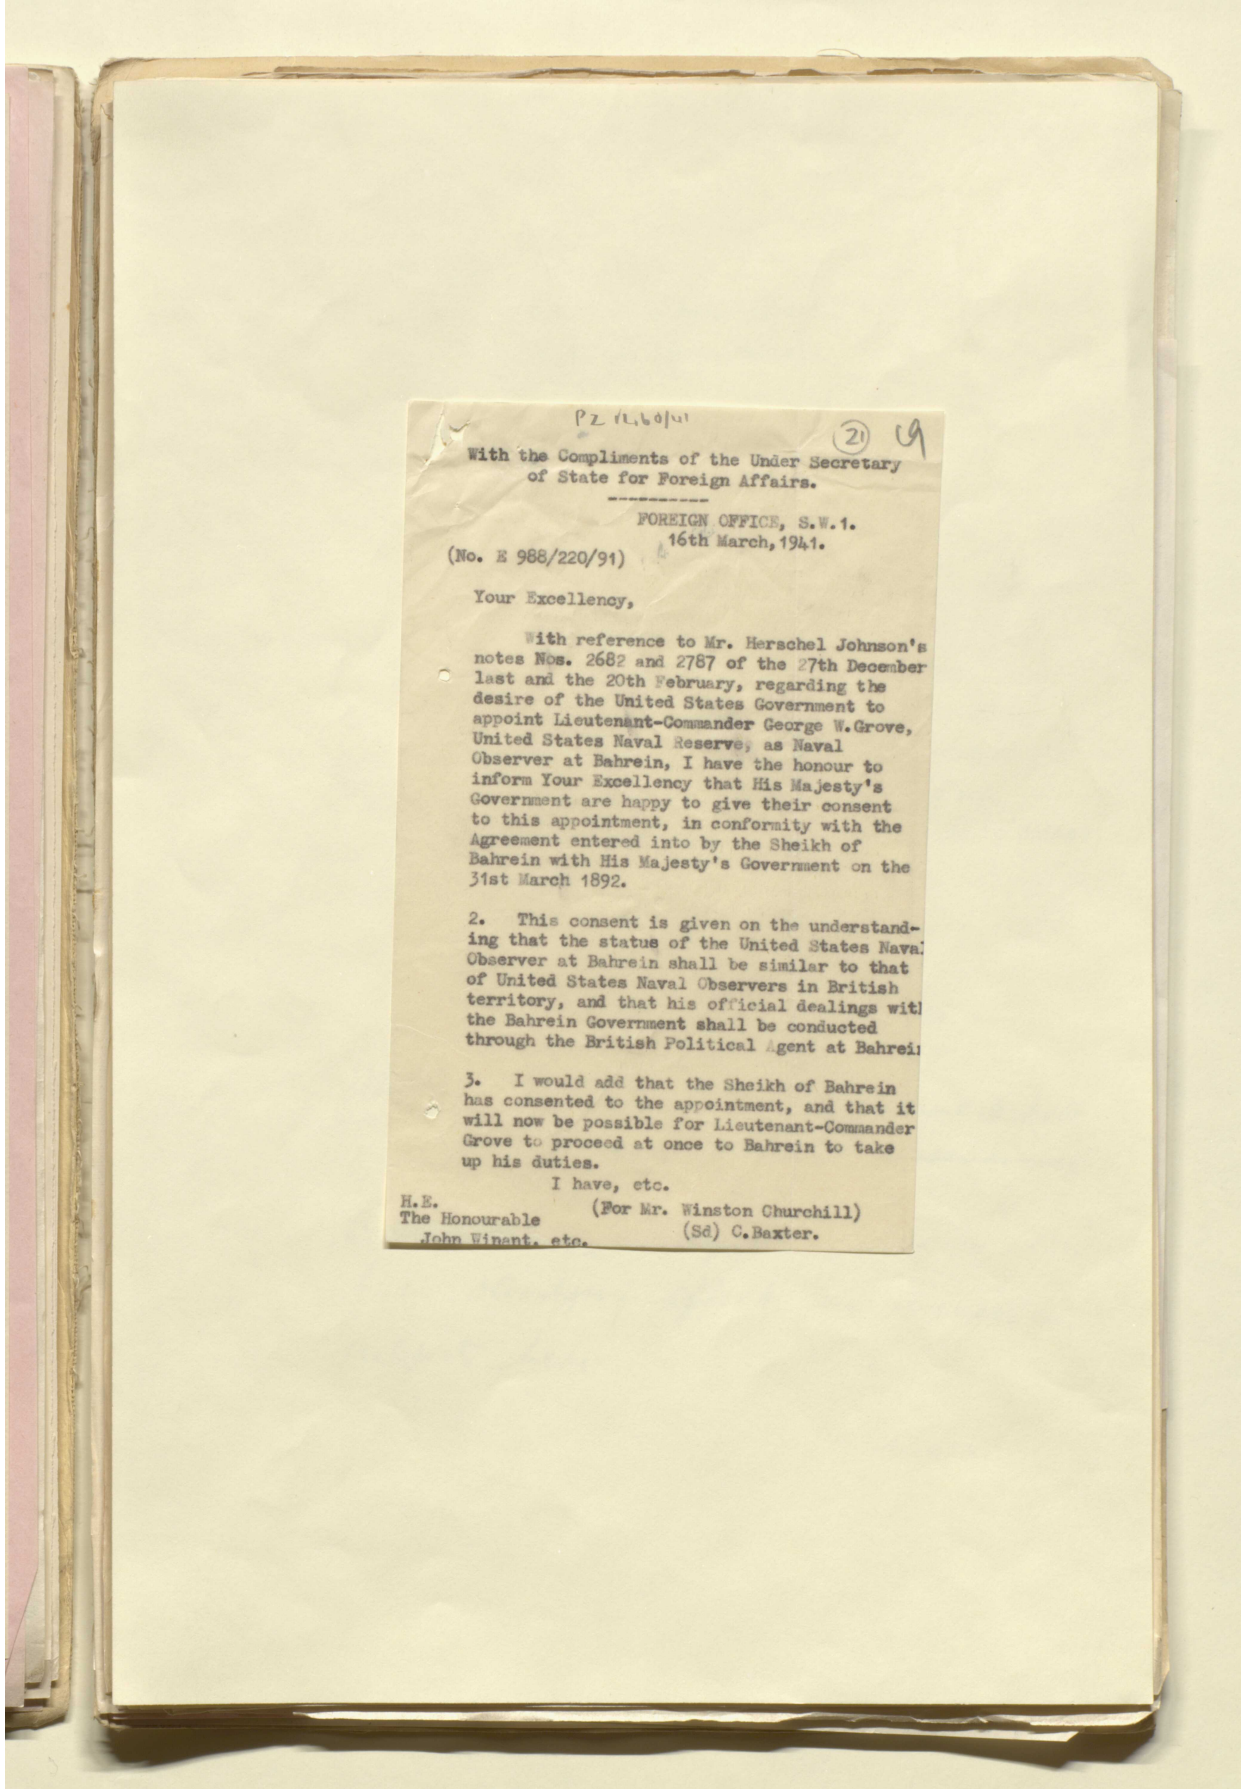 PZ 1460/41
21
With the Compliments of the Under Secretary
of State for Foreign Affairs.
----------
FOREIGN OFFICE, S.W.1.
16th March, 1941.
(No. E 988/220/91)
Your Excellency,
With reference to Mr. Herschel Johnson's
notes Nos. 2682 and 2787 of the 27th December
last and the 20th February, regarding the
desire of the United States Government to
appoint Lieutenant-Commander George W.Grove,
United States Naval Reserve, as Naval
Observer at Bahrein, I have the honour to
inform Your Excellency that His Majesty's
Government are happy to give their consent
to this appointment, in conformity with the
Agreement entered into by the Sheikh of
Bahrein with His Majesty's Government on the
31st March 1892.
2. This consent is given on the understand-
ing that the status of the United States Naval
Observer at Bahrein shall be similar to that
of United States Naval Observers in British
territory, and that his official dealings with
the Bahrein Government shall be conducted
through the British Political Agent at Bahrein
3. I would add that the Sheikh of Bahrein
has consented to the appointment, and that it
will now be possible for Lieutenant-Commander
Grove to proceed at once to Bahrein to take
up his duties.
I have, etc.
(For Mr. Winston Churchill)
(Sd) C.Baxter.
H.E.
The Honourable
John Winant. etc.